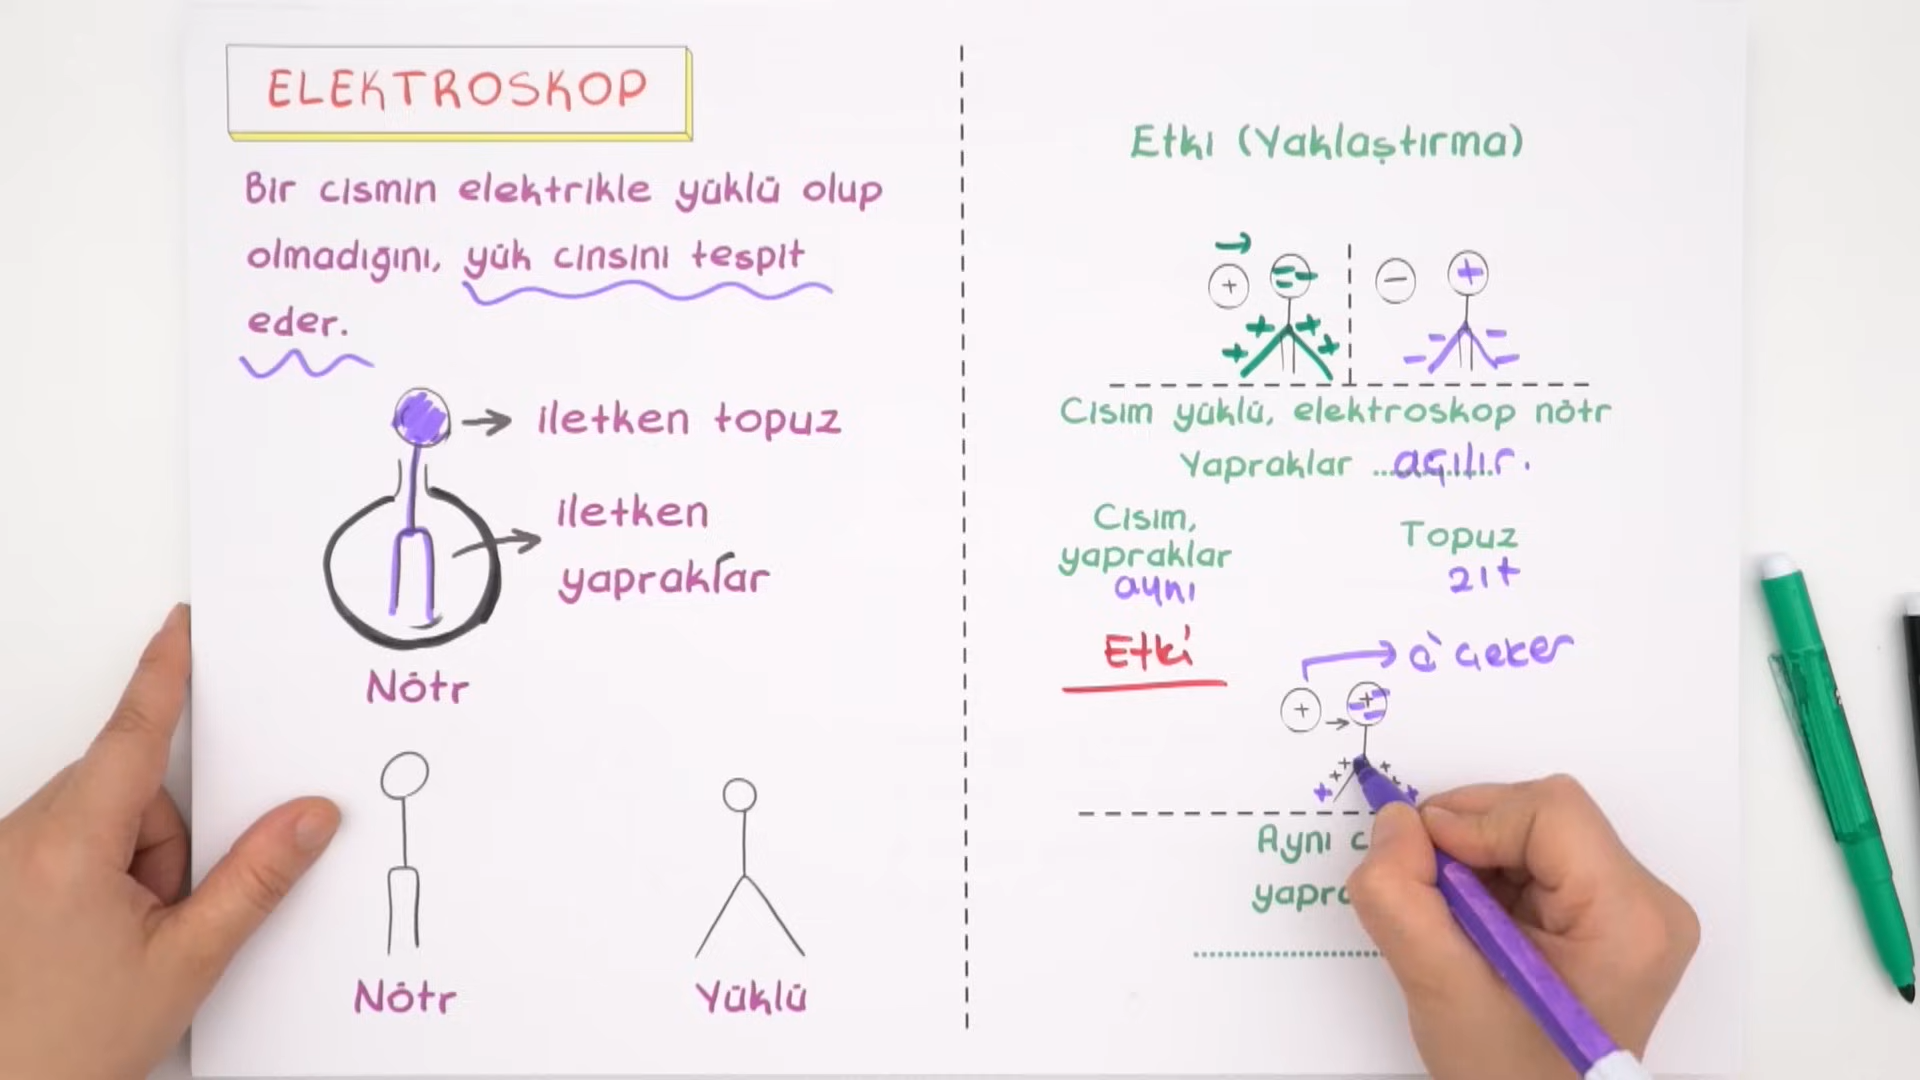 ELEKTROSKOP
Bir cismin elektrikle yüklü olup
olmadığını, yük cinsini tespit
eder.
iletken topuz
iletken
yapraklar
Nötr
Nötr
Yüklü
Etki (Yaklaştırma)
Cisim yüklü, elektroskop nötr
Yapraklar ...açılır.
Cisim,
yapraklar
aynı
Topuz
zıt
Etki
e⁻ çeker
Aynı